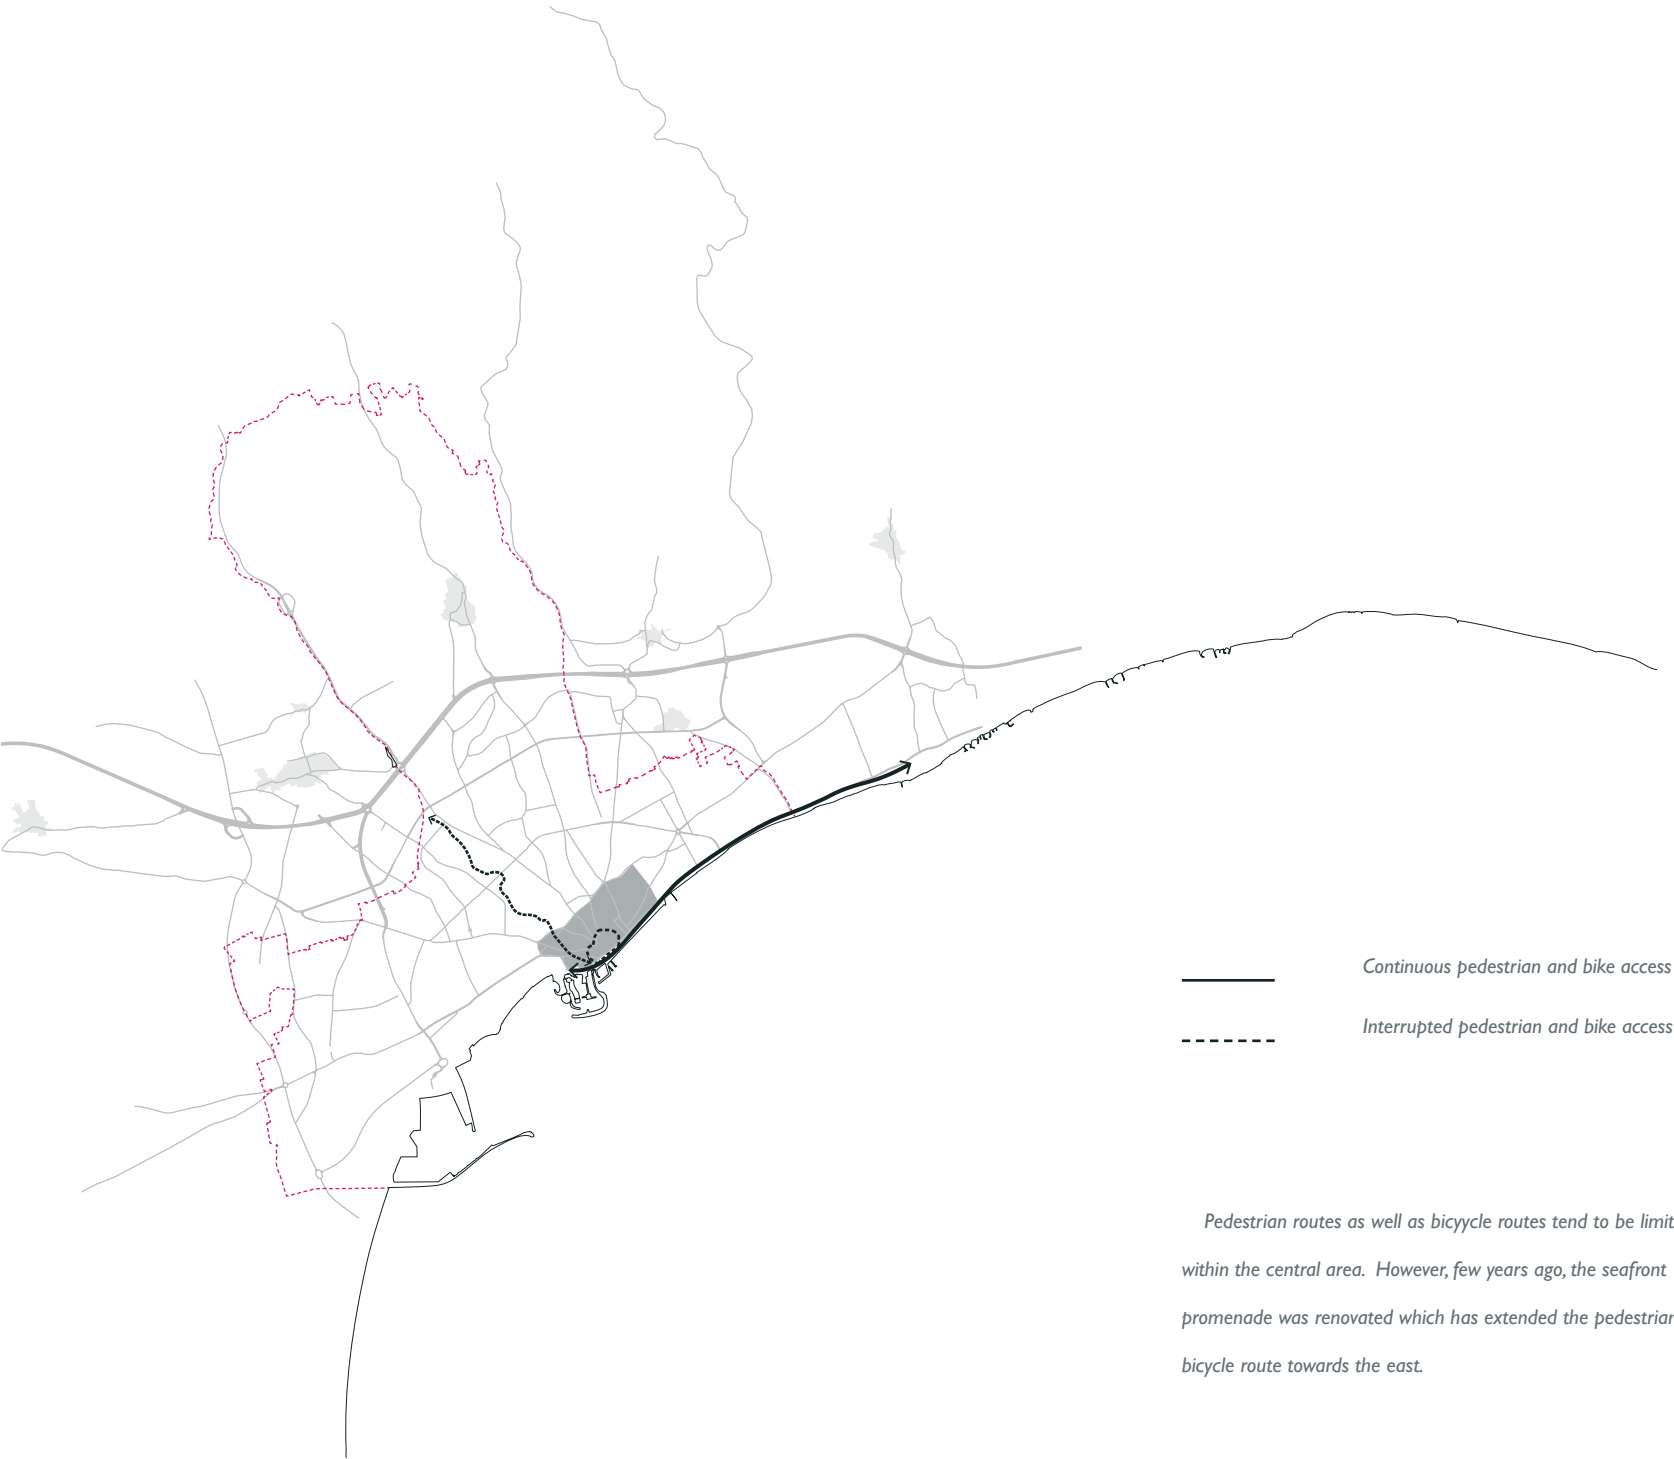 Continuous pedestrian and bike access
Interrupted pedestrian and bike access
Pedestrian routes as well as bicyycle routes tend to be limit
within the central area. However, few years ago, the seafront
promenade was renovated which has extended the pedestrian
bicycle route towards the east.